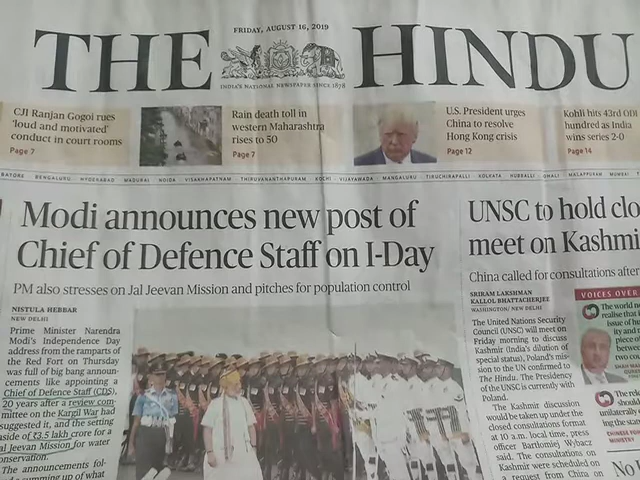 FRIDAY, AUGUST 16, 2019
THE HINDU
INDIA'S NATIONAL NEWSPAPER SINCE 1878
CJI Ranjan Gogoi rues
'loud and motivated'
conduct in court rooms
Page 7
Rain death toll in
western Maharashtra
rises to 50
Page 7
U.S. President urges
China to resolve
Hong Kong crisis
Page 12
Kohli hits 43rd ODI
hundred as India
wins series 2-0
Page 14
BENGALURU · HYDERABAD · MADURAI · NOIDA · VISAKHAPATNAM · THIRUVANANTHAPURAM · KOCHI · VIJAYAWADA · MANGALURU · TIRUCHIRAPALLI · KOLKATA · HUBBALLI · MALAPPURAM · MUMBAI
Modi announces new post of
Chief of Defence Staff on I-Day
PM also stresses on Jal Jeevan Mission and pitches for population control
NISTULA HEBBAR
NEW DELHI
Prime Minister Narendra
Modi's Independence Day
address from the ramparts of
the Red Fort on Thursday
was full of big bang announ-
cements like appointing a
Chief of Defence Staff (CDS),
20 years after a review com-
mittee on the Kargil War had
suggested it, and the setting
aside of ₹3.5 lakh crore for a
Jal Jeevan Mission for water
conservation.
The announcements fol-
summing up of what
UNSC to hold clo
meet on Kashmi
China called for consultations after
SRIRAM LAKSHMAN
KALLOL BHATTACHERJEE
WASHINGTON/ NEW DELHI
The United Nations Security
Council (UNSC) will meet on
Friday morning to discuss
Kashmir (India's dilution of
special status), Poland's mis-
sion to the UN confirmed to
The Hindu. The Presidency
of the UNSC is currently with
Poland.
The Kashmir discussion
would be taken up under the
closed consultations format
at 10 a.m. local time, press
officer Bartłomiej Wybacz
said. The consultations on
Kashmir were scheduled on
a request from China on
VOICES OVER
The world ne
realise that i
issue of
piece o
between
two co
The
should
unilaterally
ing the stat
CHINESE FOR
MINISTRY
No